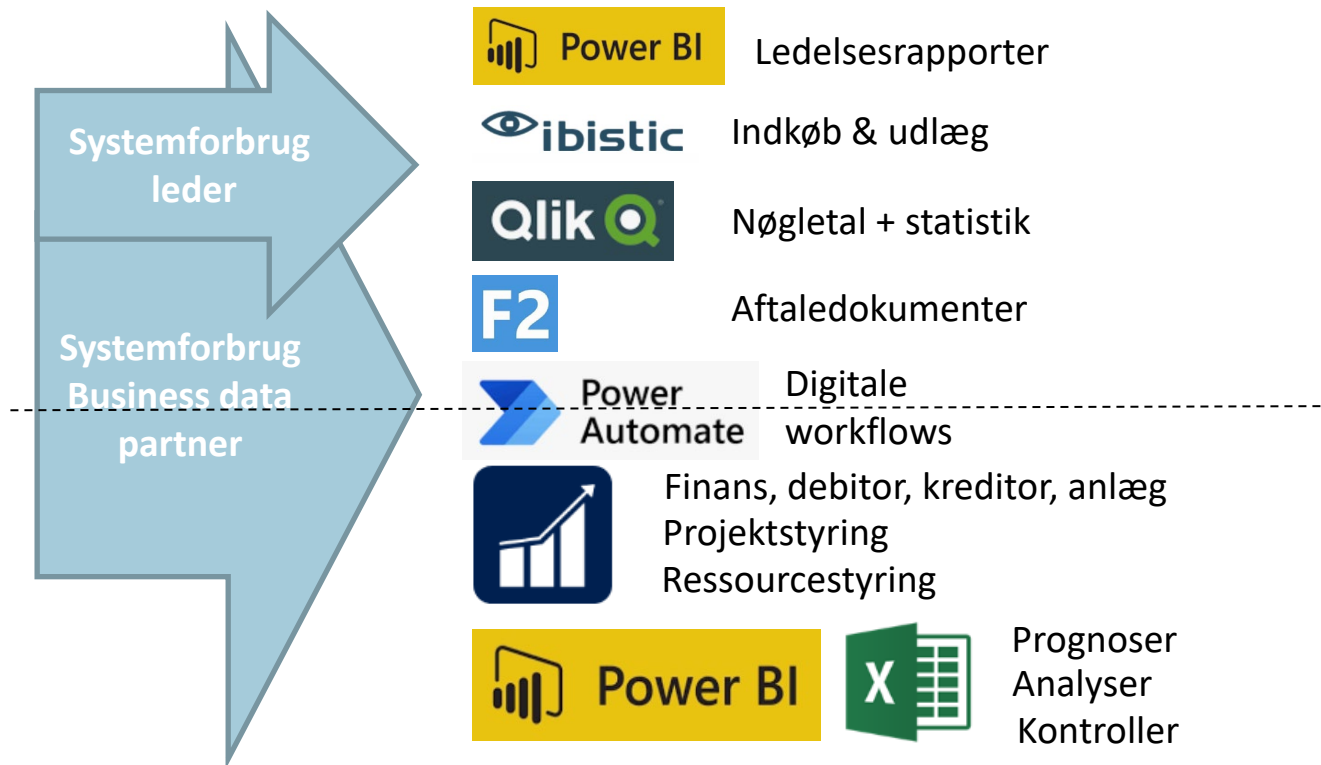 Systemforbrug
leder
Systemforbrug
Business data
partner
Power BI
Ledelsesrapporter
ibistic
Indkøb & udlæg
Qlik
Nøgletal + statistik
F2
Aftaledokumenter
Power
Automate
Digitale
workflows
Finans, debitor, kreditor, anlæg
Projektstyring
Ressourcestyring
Power BI
X
Prognoser
Analyser
Kontroller